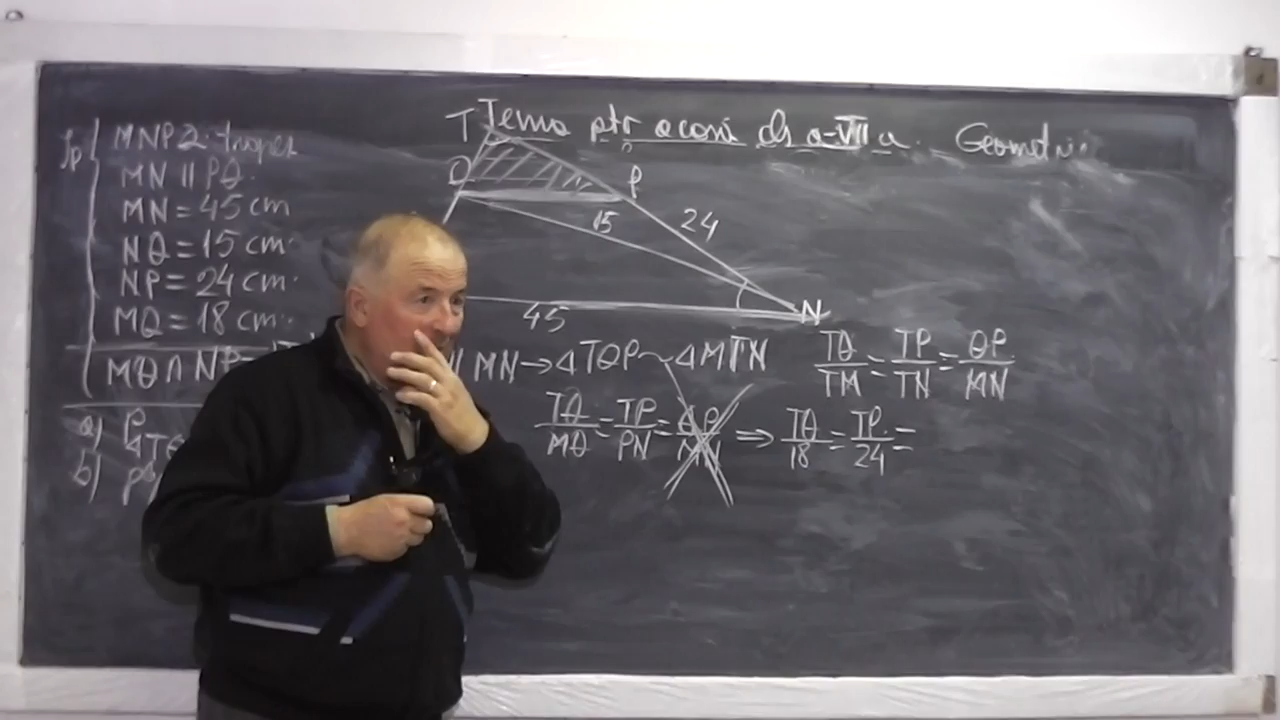 Tema ptr acasă cls a-VII a. Geometri
Ip
MNPQ trapez
MN || PQ.
MN = 45 cm
NQ = 15 cm.
NP = 24 cm.
MQ = 18 cm.
MQ ∩ NP =
a) P
ΔTQ
b)
T
Q
P
15
24
45
N
MN → ΔTQP ~ ΔMTN
TQ/TM = TP/TN = QP/MN
TQ/MQ = TP/PN = QP/MN ⇒ TQ/18 = TP/24 =